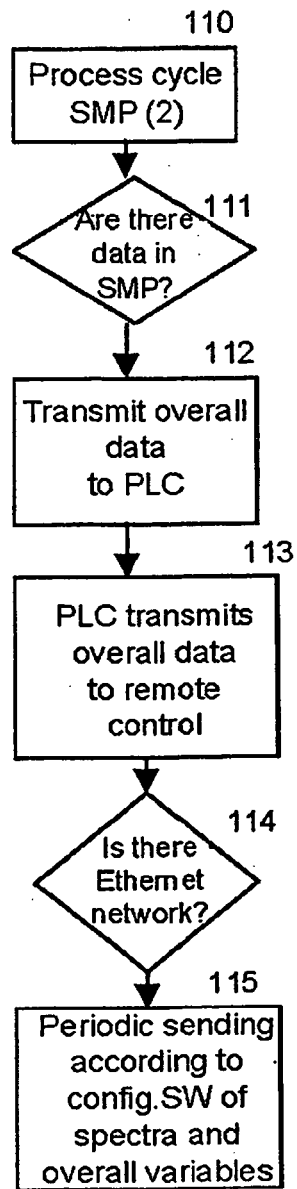 110
Process cycle
SMP (2)
111
Are there
data in
SMP?
112
Transmit overall
data
to PLC
113
PLC transmits
overall data
to remote
control
114
Is there
Ethernet
network?
115
Periodic sending
according to
config.SW of
spectra and
overall variables